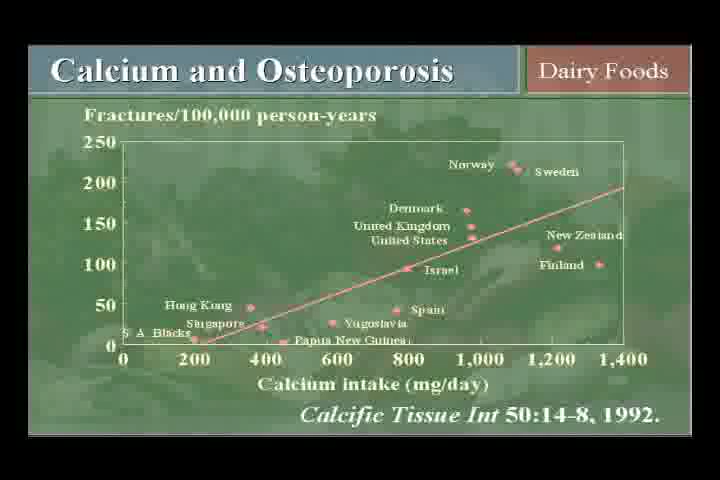 Calcium and Osteoporosis
Dairy Foods
Fractures/100,000 person-years
250
200
150
100
50
0
Norway
Sweden
Denmark
United Kingdom
United States
New Zealand
Finland
Israel
Hong Kong
Spain
Singapore
Yugoslavia
S. A. Blacks
Papua New Guinea
0 200 400 600 800 1,000 1,200 1,400
Calcium intake (mg/day)
Calcific Tissue Int 50:14-8, 1992.